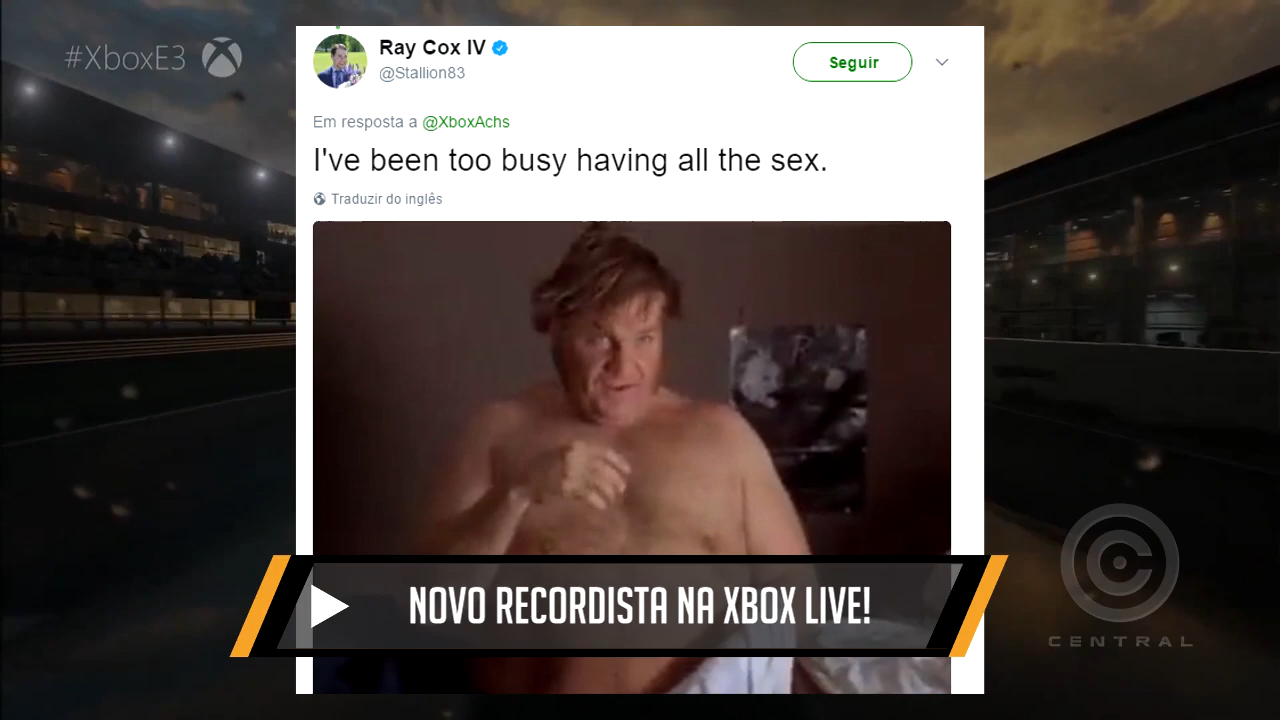 #XboxE3
Ray Cox IV
@Stallion83
Seguir
Em resposta a @XboxAchs
I've been too busy having all the sex.
Traduzir do inglês
R
NOVO RECORDISTA NA XBOX LIVE!
CENTRAL